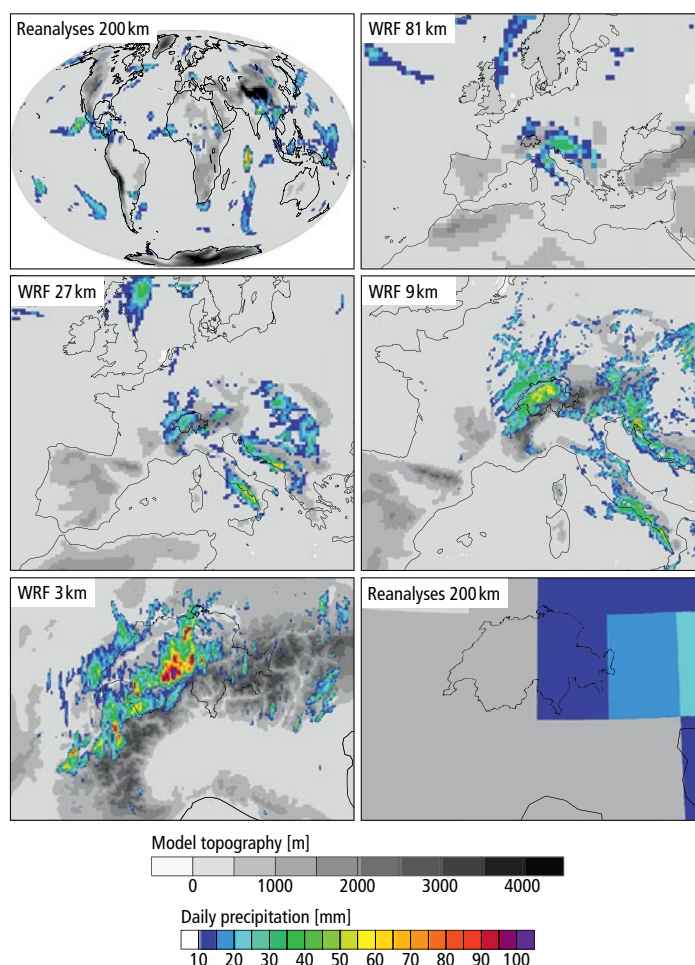 Reanalyses 200 km
WRF 81 km
WRF 27 km
WRF 9 km
WRF 3 km
Reanalyses 200 km
Model topography [m]
0 1000 2000 3000 4000
Daily precipitation [mm]
10 20 30 40 50 60 70 80 90 100